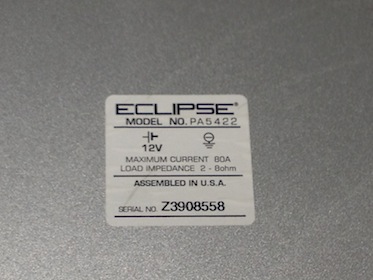 ECLIPSE®
MODEL NO. PA5422
12V
MAXIMUM CURRENT 80A
LOAD IMPEDANCE 2 - 8ohm
ASSEMBLED IN U.S.A.
SERIAL NO. Z3908558